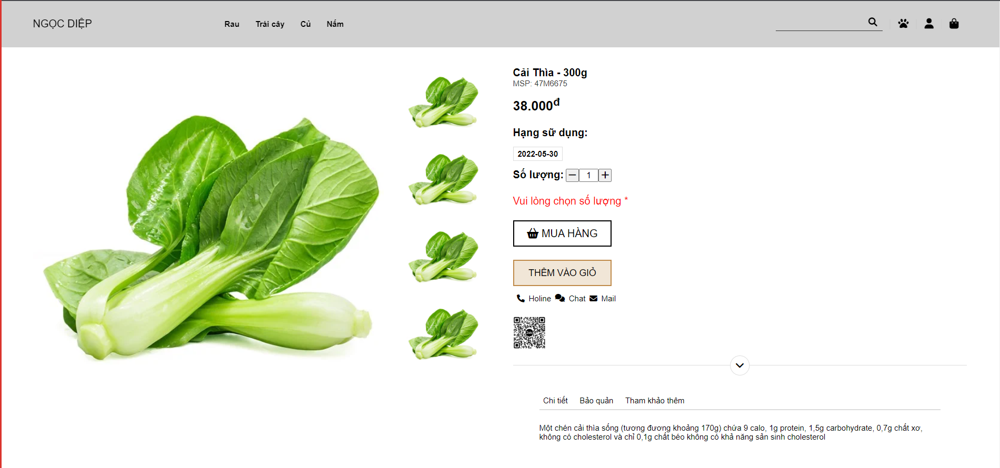 NGỌC DIỆP
Rau Trái cây Củ Nấm
Cải Thìa - 300g
MSP: 47M6675
38.000đ
Hạng sữ dụng:
2022-05-30
Số lượng: 1
Vui lòng chọn số lượng *
MUA HÀNG
THÊM VÀO GIỎ
Holine Chat Mail
Zalo
Chi tiết Bảo quản Tham khảo thêm
Một chén cải thìa sống (tương đương khoảng 170g) chứa 9 calo, 1g protein, 1,5g carbohydrate, 0,7g chất xơ,
không có cholesterol và chỉ 0,1g chất béo không có khả năng sản sinh cholesterol